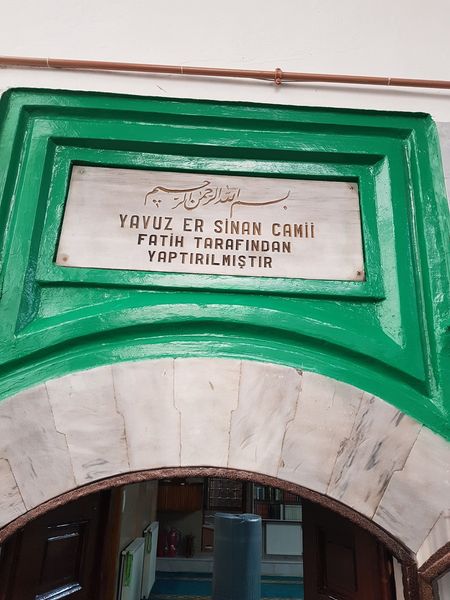 بسم الله الرحمن الرحيم
YAVUZ ER SİNAN CAMİİ
FATİH TARAFINDAN
YAPTIRILMIŞTIR